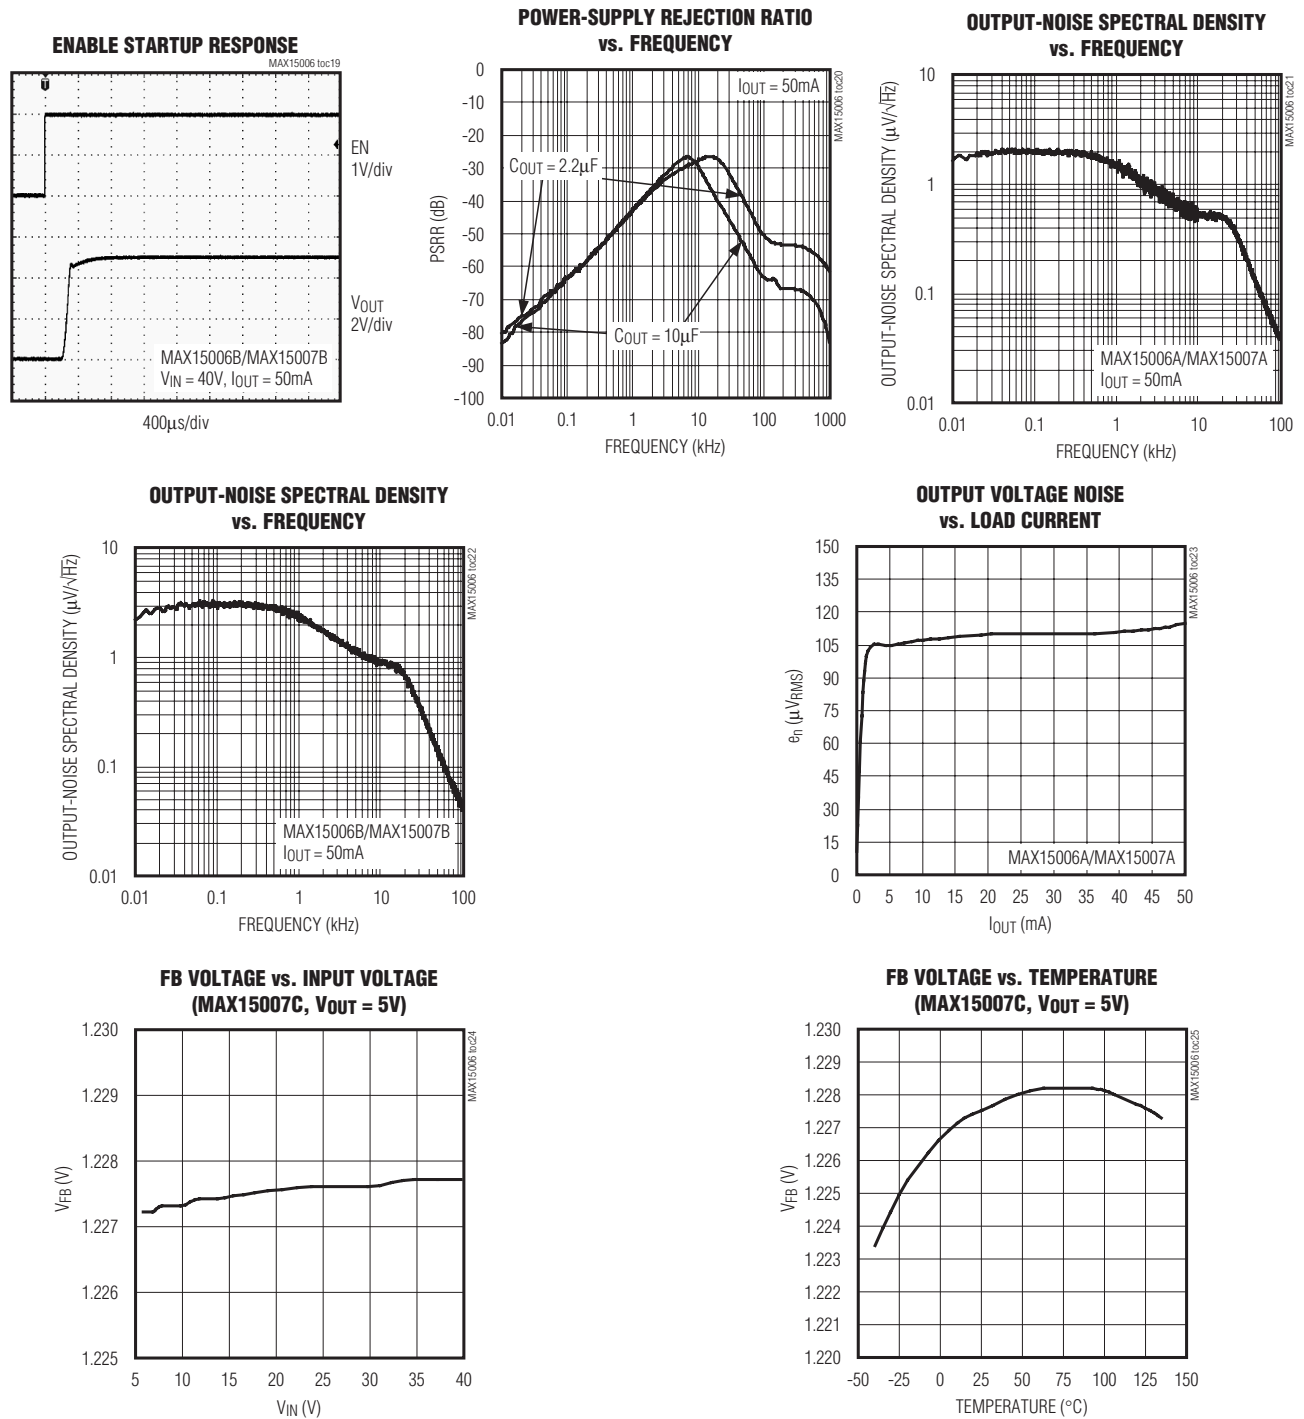 ENABLE STARTUP RESPONSE
MAX15006 toc19
EN
1V/div
VOUT
2V/div
MAX15006B/MAX15007B
VIN = 40V, IOUT = 50mA
400μs/div
POWER-SUPPLY REJECTION RATIO
vs. FREQUENCY
MAX15006 toc20
IOUT = 50mA
COUT = 2.2μF
COUT = 10μF
PSRR (dB)
0
-10
-20
-30
-40
-50
-60
-70
-80
-90
-100
0.01 0.1 1 10 100 1000
FREQUENCY (kHz)
OUTPUT-NOISE SPECTRAL DENSITY
vs. FREQUENCY
MAX15006 toc21
OUTPUT-NOISE SPECTRAL DENSITY (μV/√Hz)
10
1
0.1
0.01
MAX15006A/MAX15007A
IOUT = 50mA
0.01 0.1 1 10 100
FREQUENCY (kHz)
OUTPUT-NOISE SPECTRAL DENSITY
vs. FREQUENCY
MAX15006 toc22
OUTPUT-NOISE SPECTRAL DENSITY (μV/√Hz)
10
1
0.1
0.01
MAX15006B/MAX15007B
IOUT = 50mA
0.01 0.1 1 10 100
FREQUENCY (kHz)
OUTPUT VOLTAGE NOISE
vs. LOAD CURRENT
MAX15006 toc23
en (μVRMS)
150
135
120
105
90
75
60
45
30
15
0
MAX15006A/MAX15007A
0 5 10 15 20 25 30 35 40 45 50
IOUT (mA)
FB VOLTAGE vs. INPUT VOLTAGE
(MAX15007C, VOUT = 5V)
MAX15006 toc24
VFB (V)
1.230
1.229
1.228
1.227
1.226
1.225
5 10 15 20 25 30 35 40
VIN (V)
FB VOLTAGE vs. TEMPERATURE
(MAX15007C, VOUT = 5V)
MAX15006 toc25
VFB (V)
1.230
1.229
1.228
1.227
1.226
1.225
1.224
1.223
1.222
1.221
1.220
-50 -25 0 25 50 75 100 125 150
TEMPERATURE (°C)